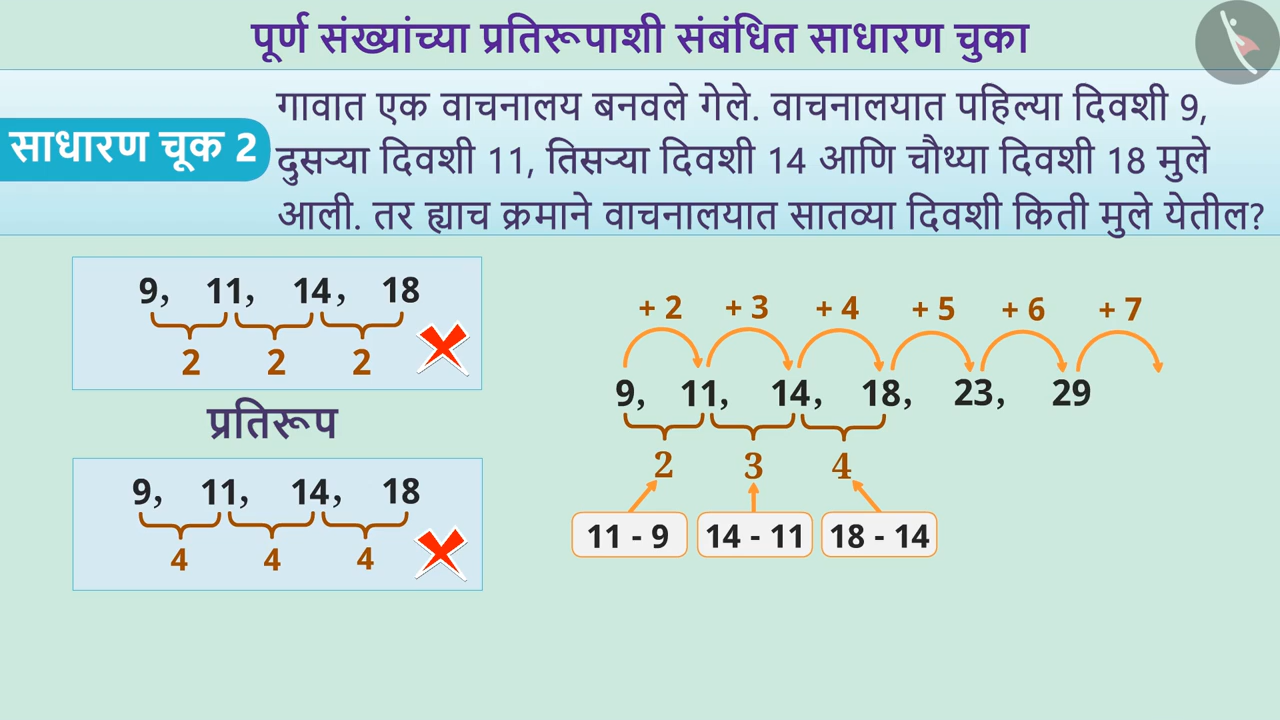 पूर्ण संख्यांच्या प्रतिरूपाशी संबंधित साधारण चुका
साधारण चूक 2
गावात एक वाचनालय बनवले गेले. वाचनालयात पहिल्या दिवशी 9,
दुसऱ्या दिवशी 11, तिसऱ्या दिवशी 14 आणि चौथ्या दिवशी 18 मुले
आली. तर ह्याच क्रमाने वाचनालयात सातव्या दिवशी किती मुले येतील?
9, 11, 14, 18
2 2 2
प्रतिरूप
9, 11, 14, 18
4 4 4
+ 2 + 3 + 4 + 5 + 6 + 7
9, 11, 14, 18, 23, 29
2 3 4
11 - 9 14 - 11 18 - 14